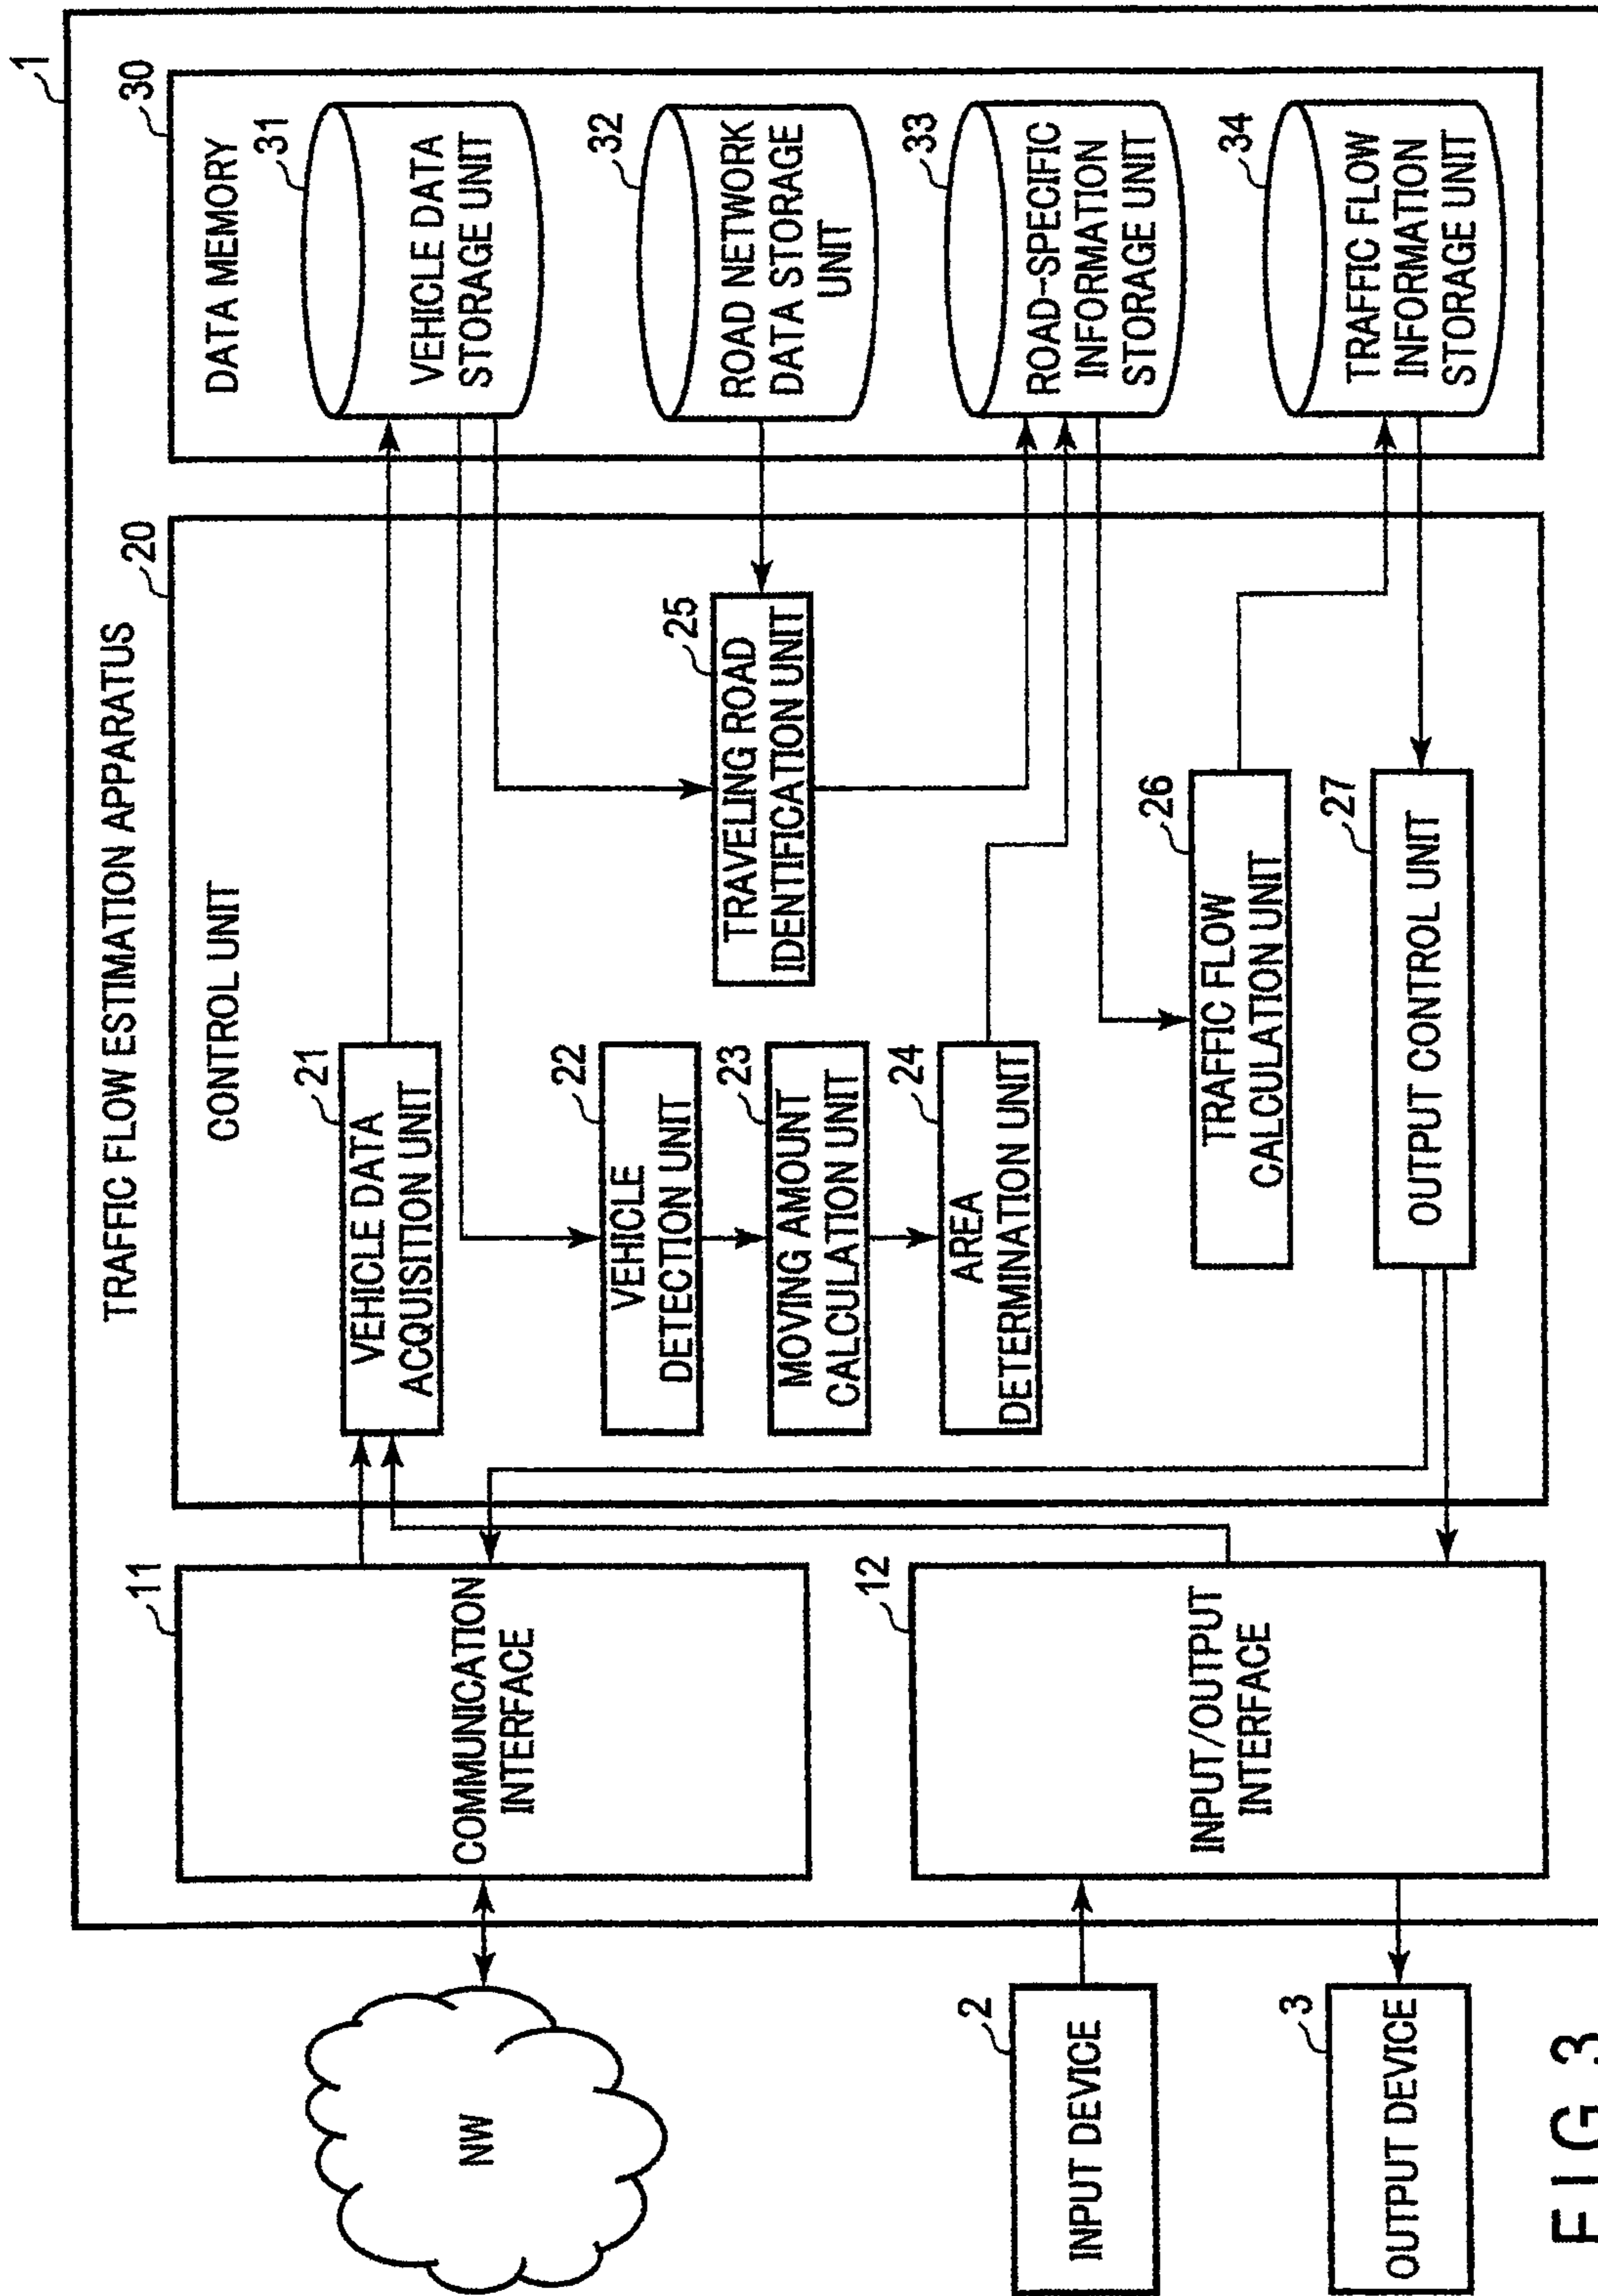 1
TRAFFIC FLOW ESTIMATION APPARATUS
11
COMMUNICATION
INTERFACE
12
INPUT/OUTPUT
INTERFACE
NW
2
INPUT DEVICE
3
OUTPUT DEVICE
20
CONTROL UNIT
21
VEHICLE DATA
ACQUISITION UNIT
22
VEHICLE
DETECTION UNIT
23
MOVING AMOUNT
CALCULATION UNIT
24
AREA
DETERMINATION UNIT
25
TRAVELING ROAD
IDENTIFICATION UNIT
26
TRAFFIC FLOW
CALCULATION UNIT
27
OUTPUT CONTROL UNIT
30
DATA MEMORY
31
VEHICLE DATA
STORAGE UNIT
32
ROAD NETWORK
DATA STORAGE
UNIT
33
ROAD-SPECIFIC
INFORMATION
STORAGE UNIT
34
TRAFFIC FLOW
INFORMATION
STORAGE UNIT
FIG. 3